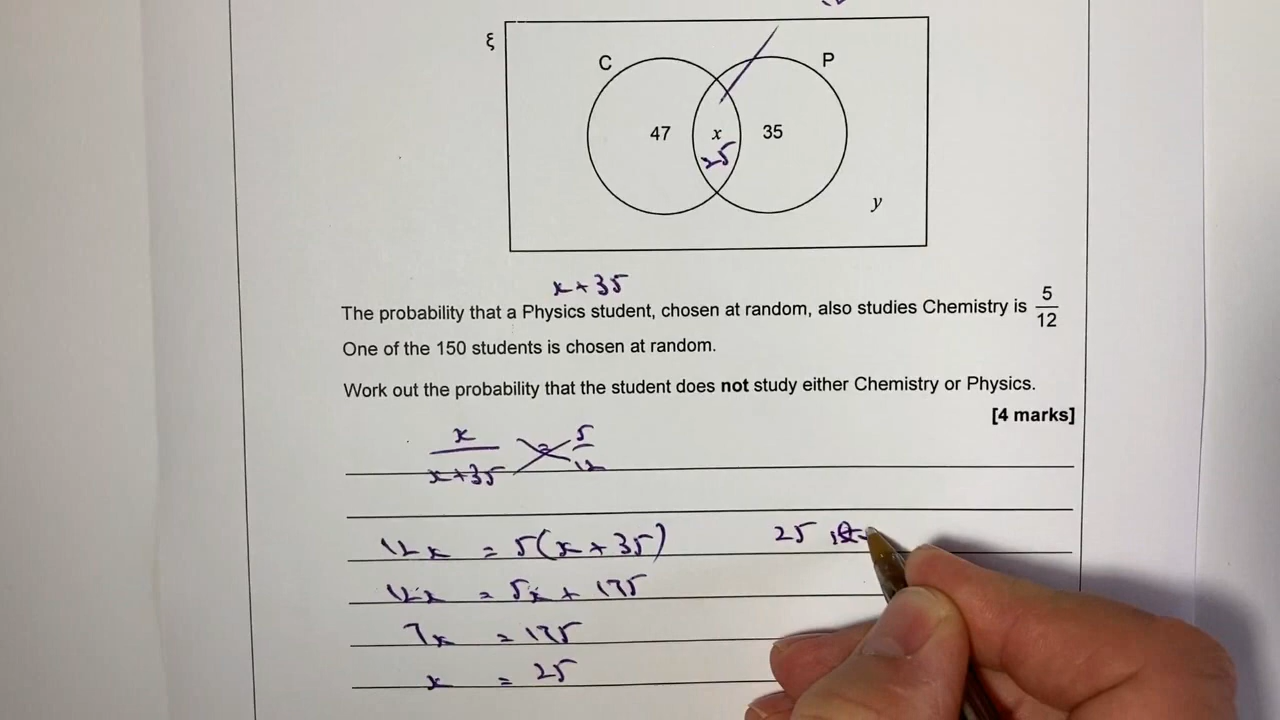 ξ
C P
47 x 35
25
y
x + 35
The probability that a Physics student, chosen at random, also studies Chemistry is 5/12
One of the 150 students is chosen at random.
Work out the probability that the student does not study either Chemistry or Physics.
[4 marks]
x/(x+35) = 5/12
12x = 5(x + 35) 25
12x = 5x + 175
7x = 175
x = 25